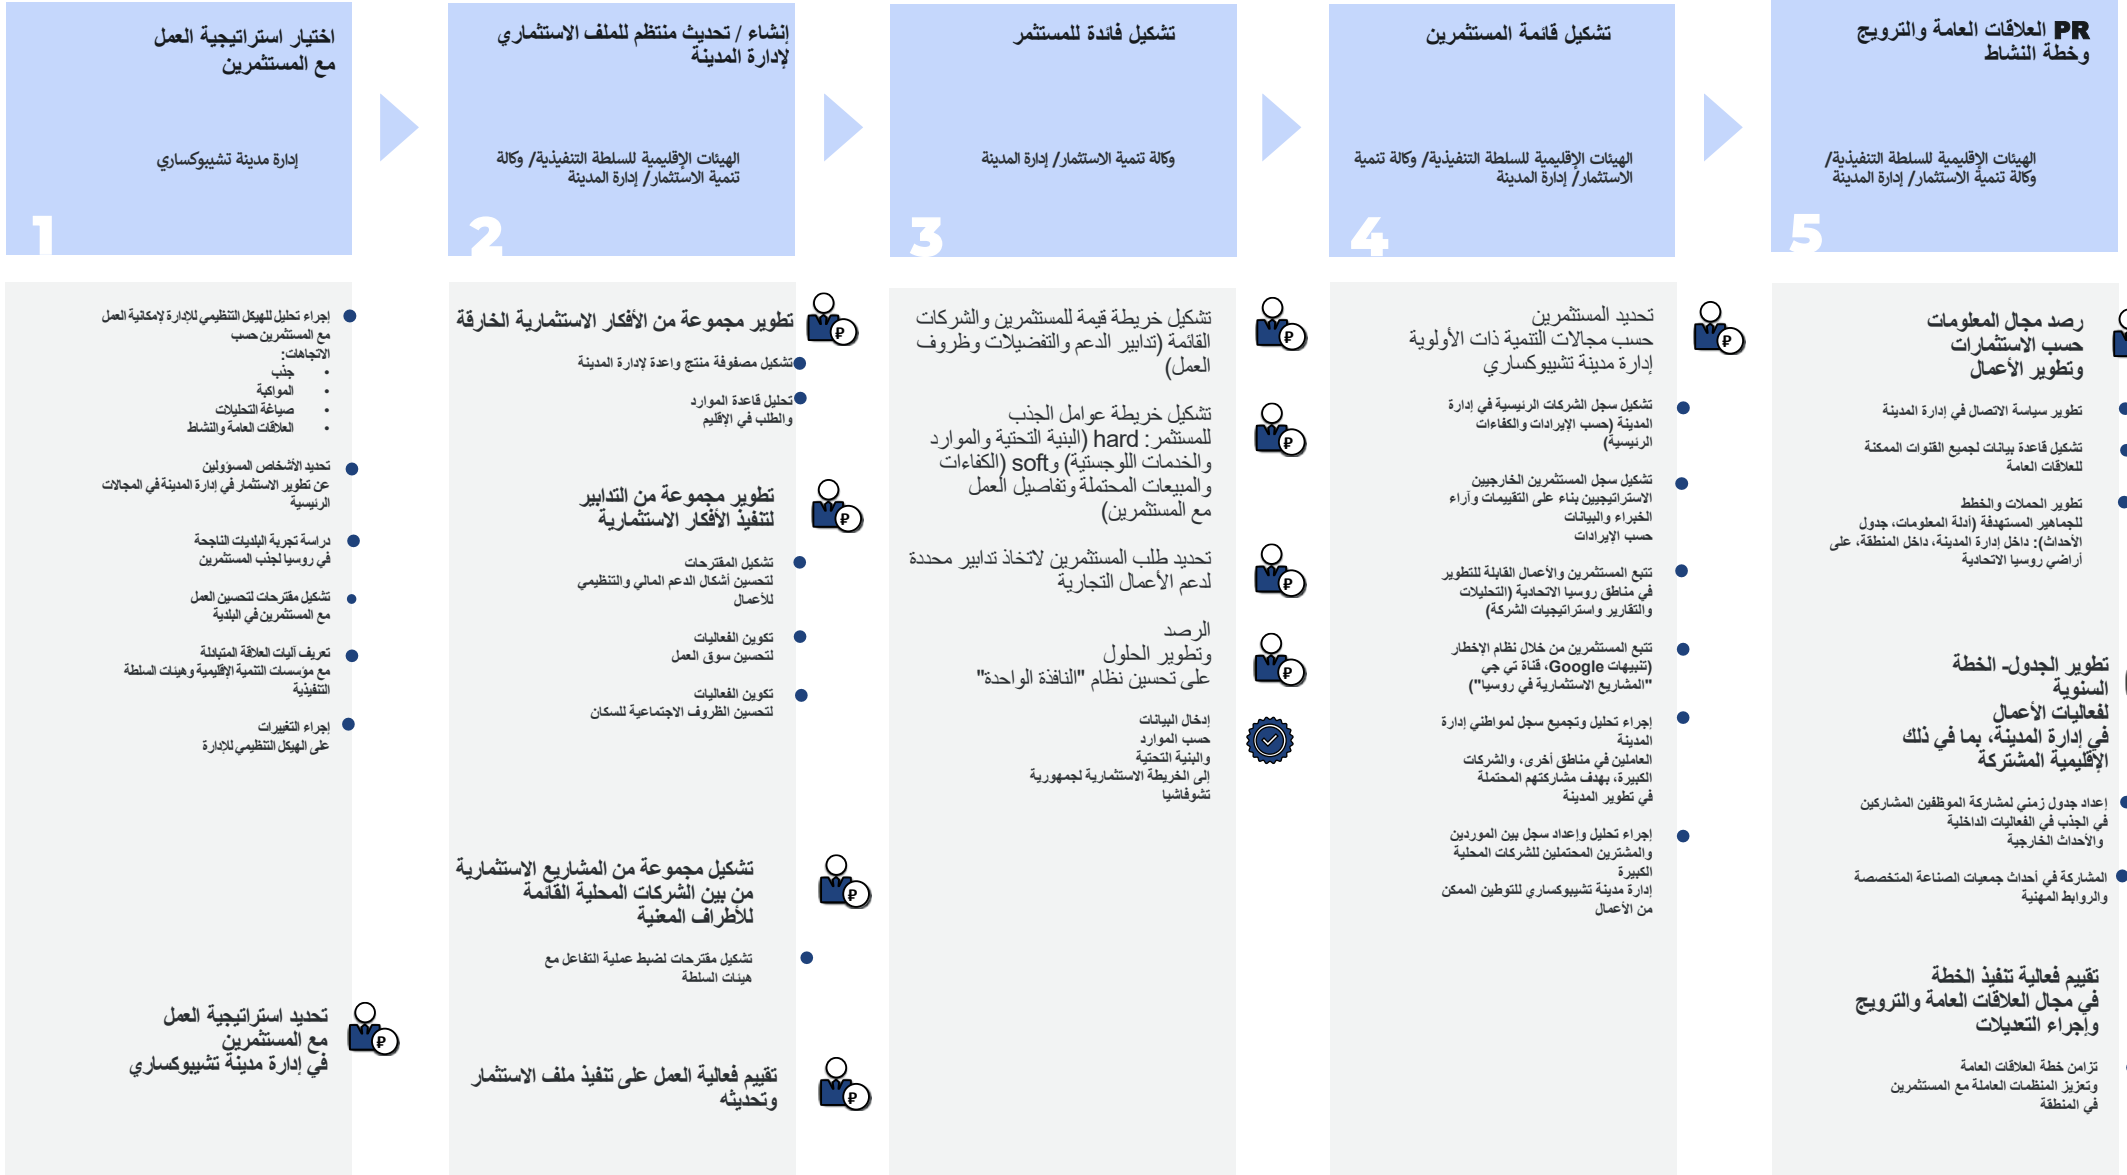 اختيار استراتيجية العمل
مع المستثمرين
إدارة مدينة تشيبوكساري
1
إجراء تحليل للهيكل التنظيمي للإدارة لإمكانية العمل
مع المستثمرين حسب
الاتجاهات:
• جذب
• المواكبة
• صياغة التحليلات
• العلاقات العامة والنشاط
تحديد الأشخاص المسؤولين
عن تطوير الاستثمار في إدارة المدينة في المجالات
الرئيسية
دراسة تجربة البلديات الناجحة
في روسيا لجذب المستثمرين
تشكيل مقترحات لتحسين العمل
مع المستثمرين في البلدية
تعريف آليات العلاقة المتبادلة
مع مؤسسات التنمية الإقليمية وهيئات السلطة
التنفيذية
إجراء التغييرات
على الهيكل التنظيمي للإدارة
تحديد استراتيجية العمل
مع المستثمرين
في إدارة مدينة تشيبوكساري
إنشاء / تحديث منتظم للملف الاستثماري
لإدارة المدينة
الهيئات الإقليمية للسلطة التنفيذية/ وكالة
تنمية الاستثمار/ إدارة المدينة
2
تطوير مجموعة من الأفكار الاستثمارية الخارقة
تشكيل مصفوفة منتج واعدة لإدارة المدينة
تحليل قاعدة الموارد
والطلب في الإقليم
تطوير مجموعة من التدابير
لتنفيذ الأفكار الاستثمارية
تشكيل المقترحات
لتحسين أشكال الدعم المالي والتنظيمي
للأعمال
تكوين الفعاليات
لتحسين سوق العمل
تكوين الفعاليات
لتحسين الظروف الاجتماعية للسكان
تشكيل مجموعة من المشاريع الاستثمارية
من بين الشركات المحلية القائمة
للأطراف المعنية
تشكيل مقترحات لضبط عملية التفاعل مع
هيئات السلطة
تقييم فعالية العمل على تنفيذ ملف الاستثمار
وتحديثه
تشكيل فائدة للمستثمر
وكالة تنمية الاستثمار/ إدارة المدينة
3
تشكيل خريطة قيمة للمستثمرين والشركات
القائمة (تدابير الدعم والتفضيلات وظروف
العمل)
تشكيل خريطة عوامل الجذب
للمستثمر: hard (البنية التحتية والموارد
والخدمات اللوجستية) وsoft (الكفاءات
والمبيعات المحتملة وتفاصيل العمل
مع المستثمرين)
تحديد طلب المستثمرين لاتخاذ تدابير محددة
لدعم الأعمال التجارية
الرصد
وتطوير الحلول
على تحسين نظام "النافذة الواحدة"
إدخال البيانات
حسب الموارد
والبنية التحتية
إلى الخريطة الاستثمارية لجمهورية
تشوفاشيا
تشكيل قائمة المستثمرين
الهيئات الإقليمية للسلطة التنفيذية/ وكالة تنمية
الاستثمار/ إدارة المدينة
4
تحديد المستثمرين
حسب مجالات التنمية ذات الأولوية
إدارة مدينة تشيبوكساري
تشكيل سجل الشركات الرئيسية في إدارة
المدينة (حسب الإيرادات والكفاءات
الرئيسية)
تشكيل سجل المستثمرين الخارجيين
الاستراتيجيين بناء على التقييمات وآراء
الخبراء والبيانات
حسب الإيرادات
تتبع المستثمرين والأعمال القابلة للتطوير
في مناطق روسيا الاتحادية (التحليلات
والتقارير واستراتيجيات الشركة)
تتبع المستثمرين من خلال نظام الإخطار
(تنبيهات Google، قناة تي جي
"المشاريع الاستثمارية في روسيا")
إجراء تحليل وتجميع سجل لمواطني إدارة
المدينة
العاملين في مناطق أخرى، والشركات
الكبيرة، بهدف مشاركتهم المحتملة
في تطوير المدينة
إجراء تحليل وإعداد سجل بين الموردين
والمشترين المحتملين للشركات المحلية
الكبيرة
إدارة مدينة تشيبوكساري للتوطين الممكن
من الأعمال
PR العلاقات العامة والترويج
وخطة النشاط
الهيئات الإقليمية للسلطة التنفيذية/
وكالة تنمية الاستثمار/ إدارة المدينة
5
رصد مجال المعلومات
حسب الاستثمارات
وتطوير الأعمال
تطوير سياسة الاتصال في إدارة المدينة
تشكيل قاعدة بيانات لجميع القنوات الممكنة
للعلاقات العامة
تطوير الحملات والخطط
للجماهير المستهدفة (أدلة المعلومات، جدول
الأحداث): داخل إدارة المدينة، داخل المنطقة، على
أراضي روسيا الاتحادية
تطوير الجدول- الخطة
السنوية
لفعاليات الأعمال
في إدارة المدينة، بما في ذلك
الإقليمية المشتركة
إعداد جدول زمني لمشاركة الموظفين المشاركين
في الجذب في الفعاليات الداخلية
والأحداث الخارجية
المشاركة في أحداث جمعيات الصناعة المتخصصة
والروابط المهنية
تقييم فعالية تنفيذ الخطة
في مجال العلاقات العامة والترويج
وإجراء التعديلات
تزامن خطة العلاقات العامة
وتعزيز المنظمات العاملة مع المستثمرين
في المنطقة